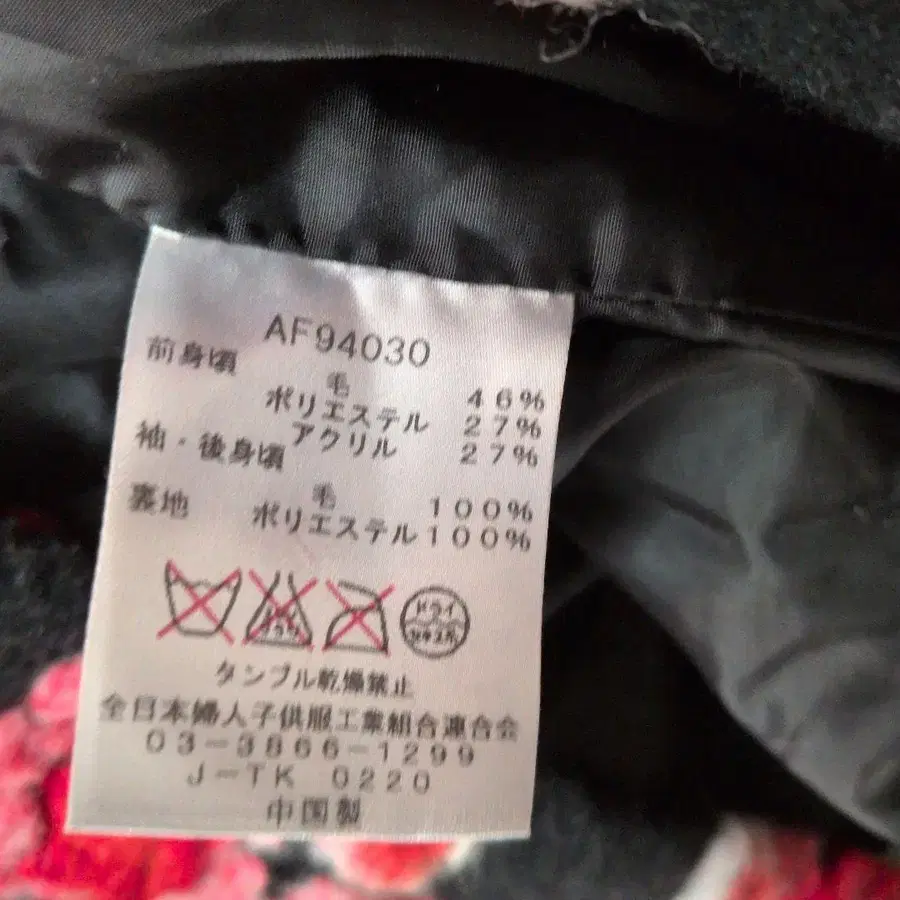 AF94030
前身頃
毛 46%
ポリエステル 27%
アクリル 27%
袖・後身頃
毛 100%
裏地 ポリエステル 100%
ドライ
タンブル乾燥禁止
全日本婦人子供服工業組合連合会
03-3866-1299
J-TK 0220
中国製